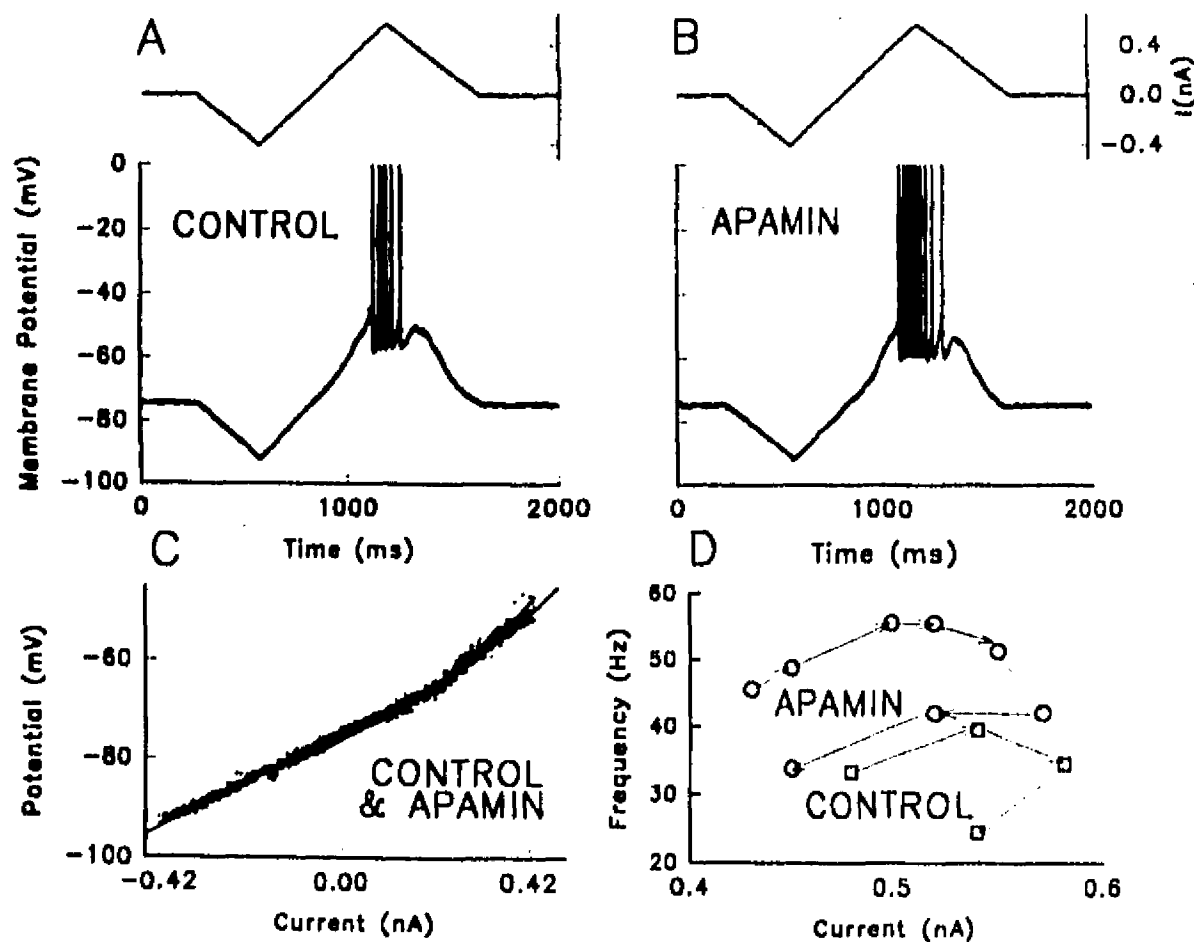 A
B
0.4
0.0
-0.4
I(nA)
0
-20
-40
-60
-80
-100
Membrane Potential (mV)
CONTROL
APAMIN
0
1000
2000
Time (ms)
0
1000
2000
Time (ms)
C
-60
-80
-100
Potential (mV)
CONTROL
& APAMIN
-0.42
0.00
0.42
Current (nA)
D
60
50
40
30
20
Frequency (Hz)
APAMIN
CONTROL
0.4
0.5
0.6
Current (nA)